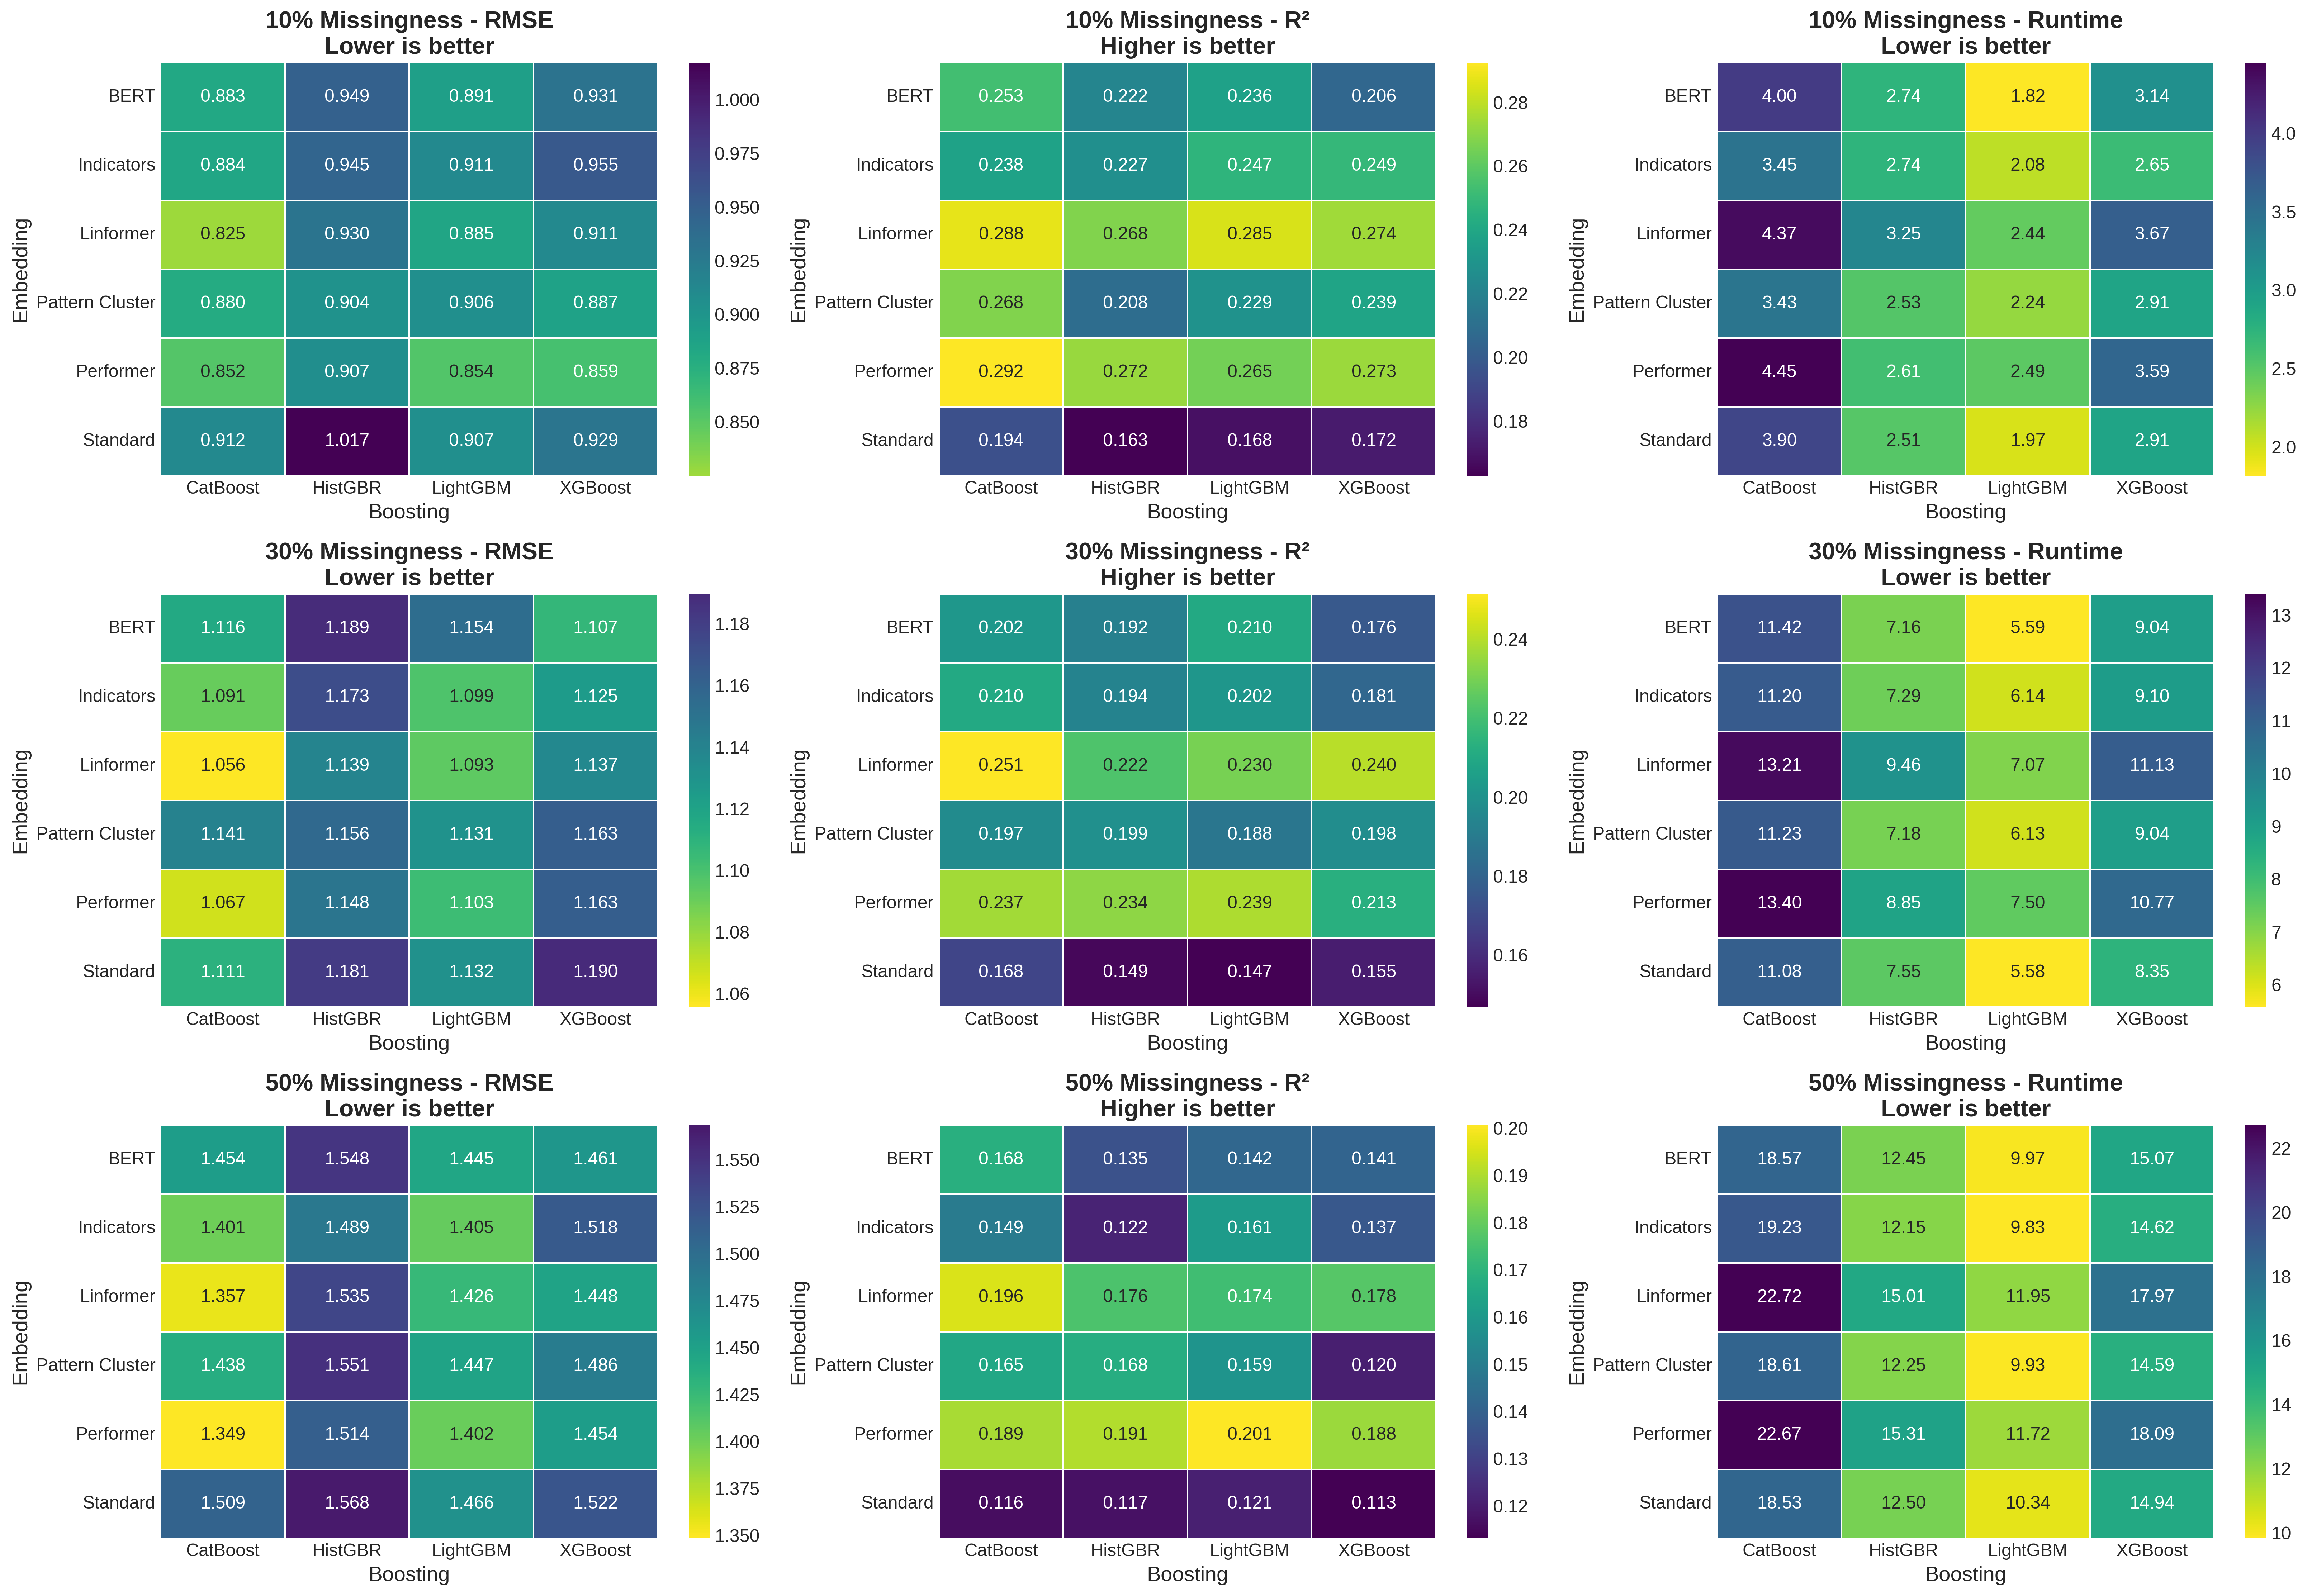 10% Missingness - RMSE
Lower is better
Embedding
BERT 0.883 0.949 0.891 0.931
Indicators 0.884 0.945 0.911 0.955
Linformer 0.825 0.930 0.885 0.911
Pattern Cluster 0.880 0.904 0.906 0.887
Performer 0.852 0.907 0.854 0.859
Standard 0.912 1.017 0.907 0.929
CatBoost HistGBR LightGBM XGBoost
Boosting
1.000
0.975
0.950
0.925
0.900
0.875
0.850
10% Missingness - R²
Higher is better
Embedding
BERT 0.253 0.222 0.236 0.206
Indicators 0.238 0.227 0.247 0.249
Linformer 0.288 0.268 0.285 0.274
Pattern Cluster 0.268 0.208 0.229 0.239
Performer 0.292 0.272 0.265 0.273
Standard 0.194 0.163 0.168 0.172
CatBoost HistGBR LightGBM XGBoost
Boosting
0.28
0.26
0.24
0.22
0.20
0.18
10% Missingness - Runtime
Lower is better
Embedding
BERT 4.00 2.74 1.82 3.14
Indicators 3.45 2.74 2.08 2.65
Linformer 4.37 3.25 2.44 3.67
Pattern Cluster 3.43 2.53 2.24 2.91
Performer 4.45 2.61 2.49 3.59
Standard 3.90 2.51 1.97 2.91
CatBoost HistGBR LightGBM XGBoost
Boosting
4.0
3.5
3.0
2.5
2.0
30% Missingness - RMSE
Lower is better
Embedding
BERT 1.116 1.189 1.154 1.107
Indicators 1.091 1.173 1.099 1.125
Linformer 1.056 1.139 1.093 1.137
Pattern Cluster 1.141 1.156 1.131 1.163
Performer 1.067 1.148 1.103 1.163
Standard 1.111 1.181 1.132 1.190
CatBoost HistGBR LightGBM XGBoost
Boosting
1.18
1.16
1.14
1.12
1.10
1.08
1.06
30% Missingness - R²
Higher is better
Embedding
BERT 0.202 0.192 0.210 0.176
Indicators 0.210 0.194 0.202 0.181
Linformer 0.251 0.222 0.230 0.240
Pattern Cluster 0.197 0.199 0.188 0.198
Performer 0.237 0.234 0.239 0.213
Standard 0.168 0.149 0.147 0.155
CatBoost HistGBR LightGBM XGBoost
Boosting
0.24
0.22
0.20
0.18
0.16
30% Missingness - Runtime
Lower is better
Embedding
BERT 11.42 7.16 5.59 9.04
Indicators 11.20 7.29 6.14 9.10
Linformer 13.21 9.46 7.07 11.13
Pattern Cluster 11.23 7.18 6.13 9.04
Performer 13.40 8.85 7.50 10.77
Standard 11.08 7.55 5.58 8.35
CatBoost HistGBR LightGBM XGBoost
Boosting
13
12
11
10
9
8
7
6
50% Missingness - RMSE
Lower is better
Embedding
BERT 1.454 1.548 1.445 1.461
Indicators 1.401 1.489 1.405 1.518
Linformer 1.357 1.535 1.426 1.448
Pattern Cluster 1.438 1.551 1.447 1.486
Performer 1.349 1.514 1.402 1.454
Standard 1.509 1.568 1.466 1.522
CatBoost HistGBR LightGBM XGBoost
Boosting
1.550
1.525
1.500
1.475
1.450
1.425
1.400
1.375
1.350
50% Missingness - R²
Higher is better
Embedding
BERT 0.168 0.135 0.142 0.141
Indicators 0.149 0.122 0.161 0.137
Linformer 0.196 0.176 0.174 0.178
Pattern Cluster 0.165 0.168 0.159 0.120
Performer 0.189 0.191 0.201 0.188
Standard 0.116 0.117 0.121 0.113
CatBoost HistGBR LightGBM XGBoost
Boosting
0.20
0.19
0.18
0.17
0.16
0.15
0.14
0.13
0.12
50% Missingness - Runtime
Lower is better
Embedding
BERT 18.57 12.45 9.97 15.07
Indicators 19.23 12.15 9.83 14.62
Linformer 22.72 15.01 11.95 17.97
Pattern Cluster 18.61 12.25 9.93 14.59
Performer 22.67 15.31 11.72 18.09
Standard 18.53 12.50 10.34 14.94
CatBoost HistGBR LightGBM XGBoost
Boosting
22
20
18
16
14
12
10